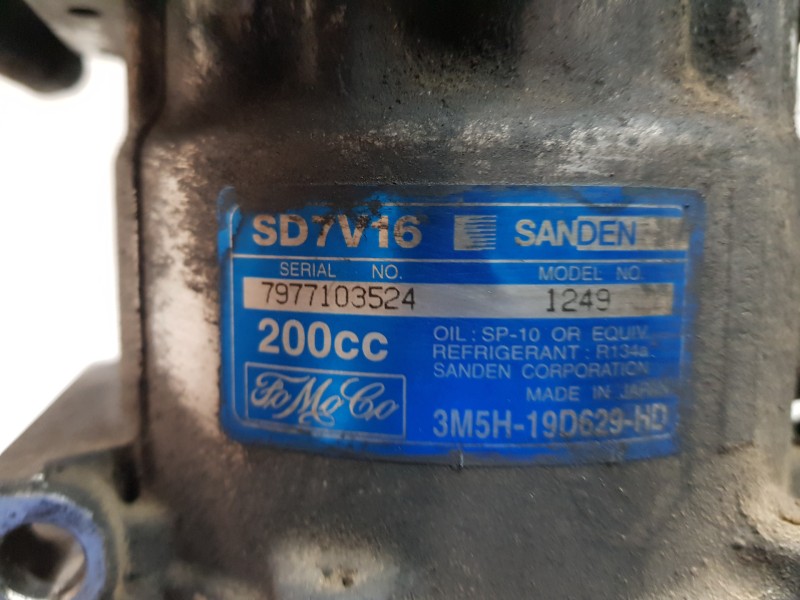 SD7V16 SANDEN
SERIAL NO. MODEL NO.
7977103524 1249
200cc
OIL : SP-10 OR EQUIV.
REFRIGERANT : R134a.
SANDEN CORPORATION
MADE IN JAPAN
FoMoCo
3M5H-19D629-HD